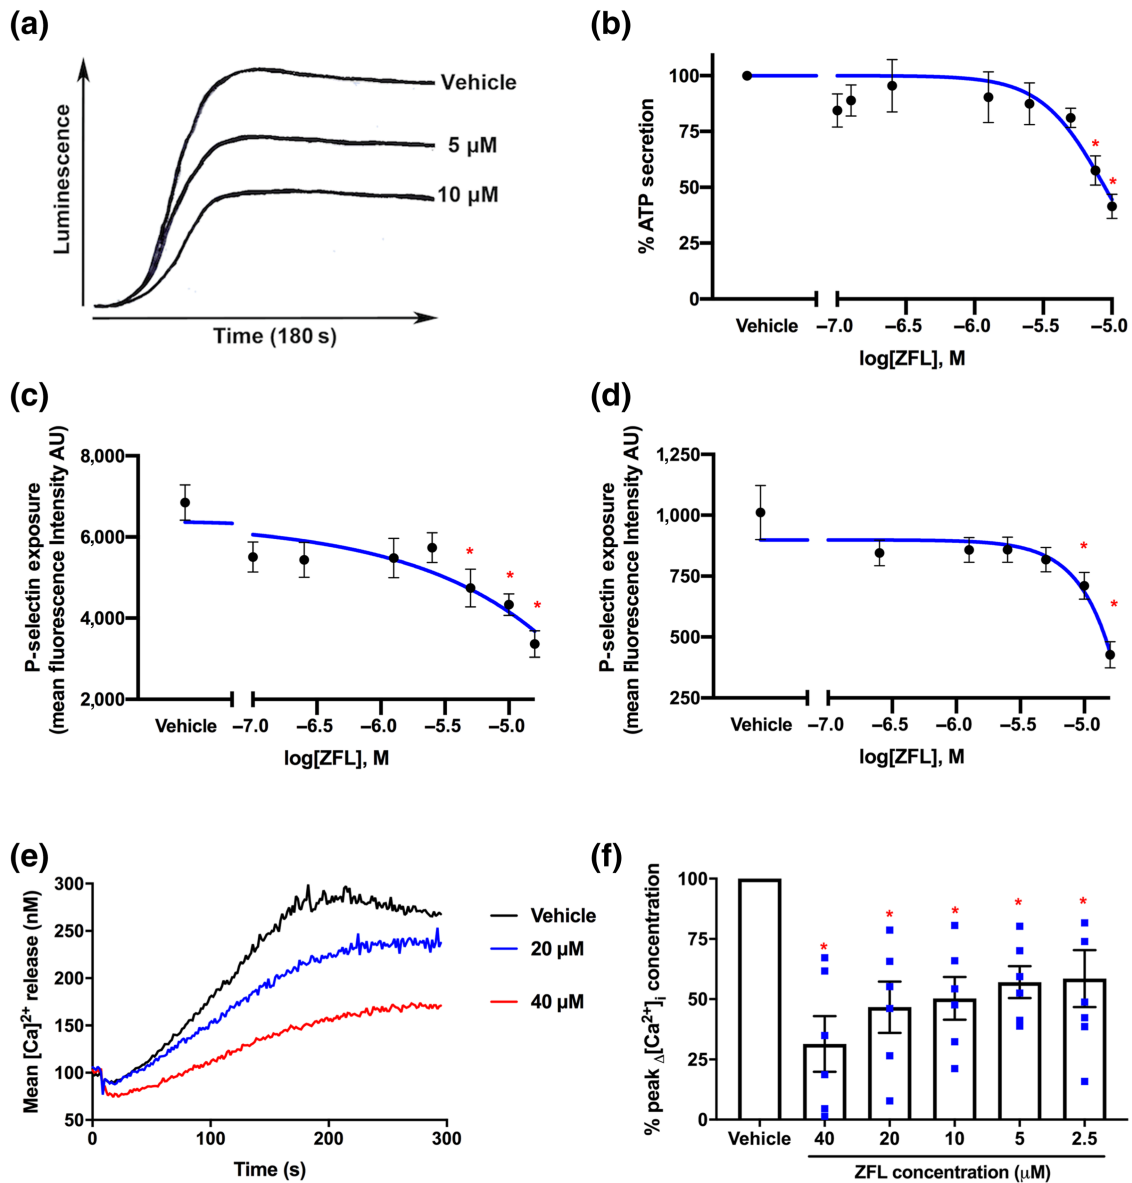 (a)
Luminescence
Vehicle
5 µM
10 µM
Time (180 s)
(b)
% ATP secretion
100
75
50
25
0
*
*
Vehicle
−7.0
−6.5
−6.0
−5.5
−5.0
log[ZFL], M
(c)
P-selectin exposure
(mean fluorescence Intensity AU)
8,000
6,000
4,000
2,000
*
*
*
Vehicle
−7.0
−6.5
−6.0
−5.5
−5.0
log[ZFL], M
(d)
P-selectin exposure
(mean Fluorescence Intensity AU)
1,250
1,000
750
500
250
*
*
Vehicle
−7.0
−6.5
−6.0
−5.5
−5.0
log[ZFL], M
(e)
Mean [Ca]²⁺ release (nM)
300
250
200
150
100
50
0
100
200
300
Time (s)
Vehicle
20 µM
40 µM
(f)
% peak Δ[Ca²⁺]i concentration
100
75
50
25
0
*
*
*
*
*
Vehicle
40
20
10
5
2.5
ZFL concentration (µM)